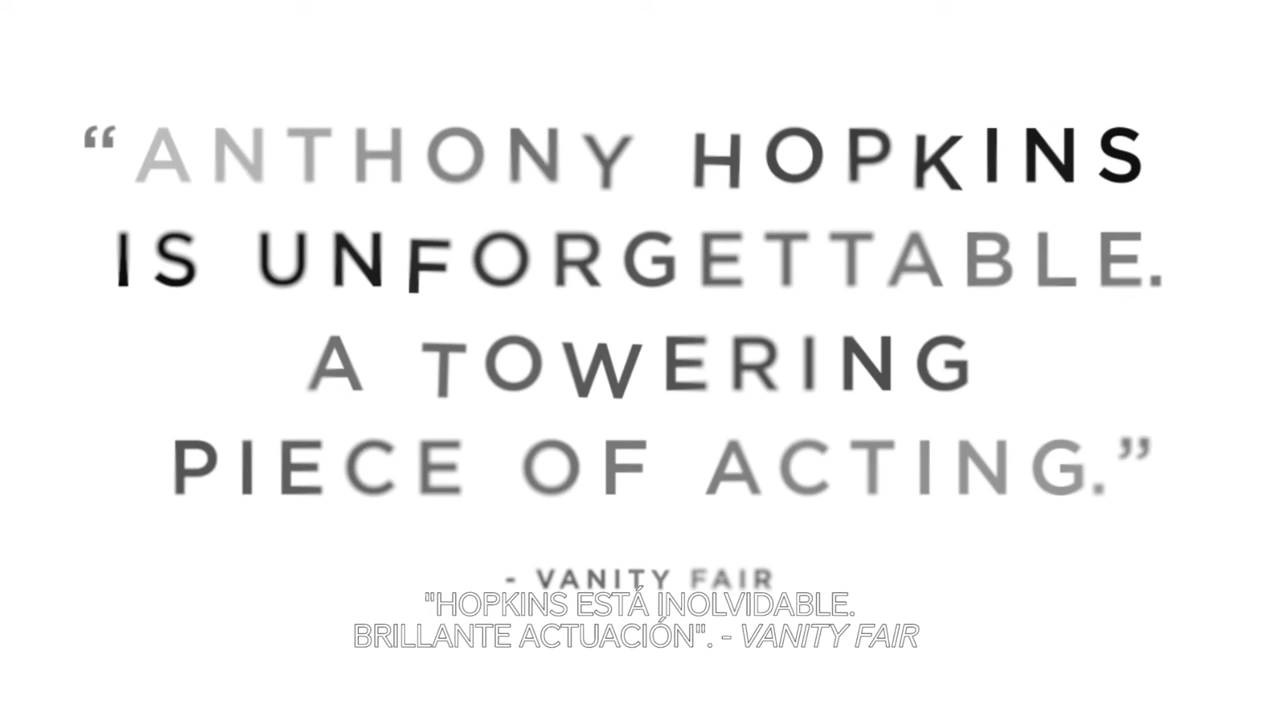 “ANTHONY HOPKINS
IS UNFORGETTABLE.
A TOWERING
PIECE OF ACTING.”
- VANITY FAIR
"HOPKINS ESTÁ INOLVIDABLE.
BRILLANTE ACTUACIÓN". - VANITY FAIR